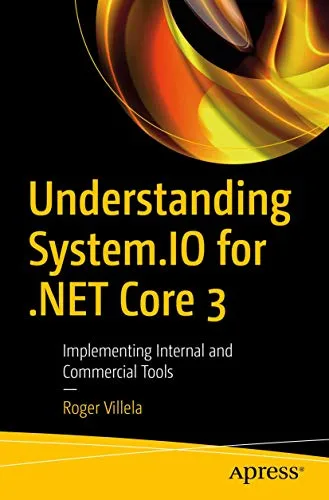 Understanding
System.IO for
.NET Core 3
Implementing Internal and
Commercial Tools
—
Roger Villela
Apress®